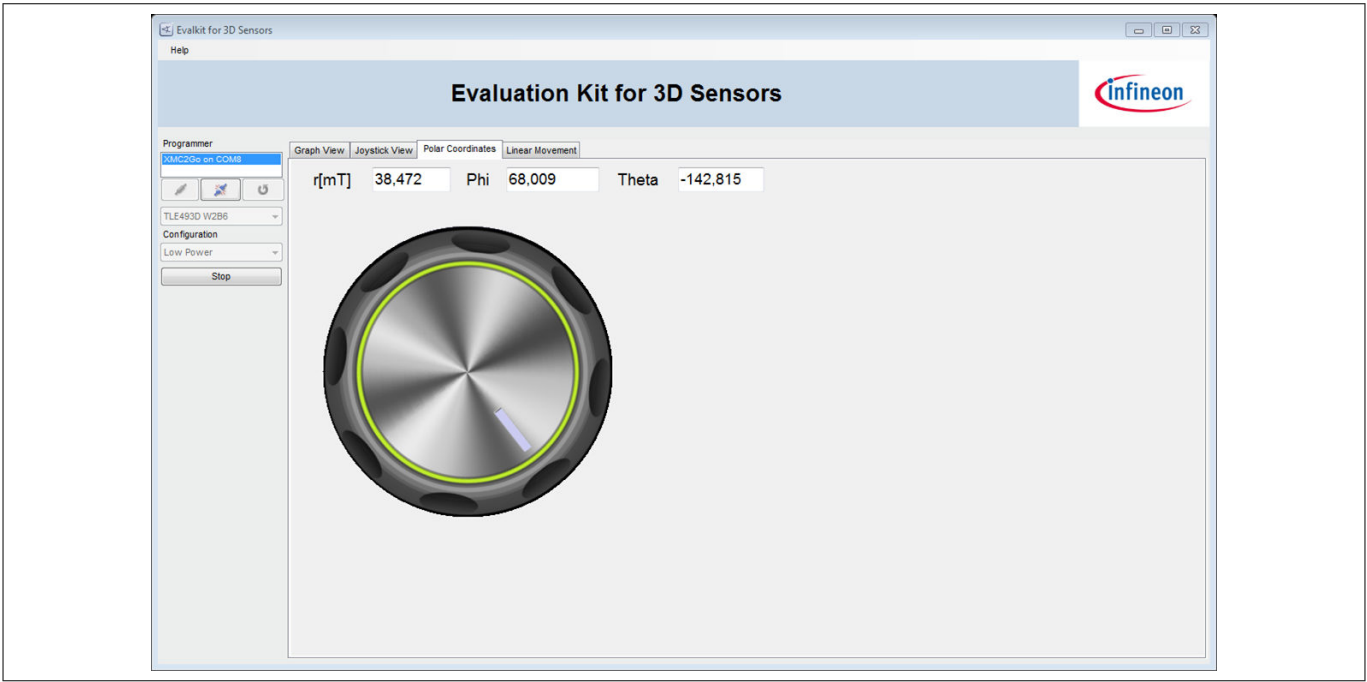 Evalkit for 3D Sensors
Help
Evaluation Kit for 3D Sensors
infineon
Programmer
XMC2Go on COM8
TLE493D W2B6
Configuration
Low Power
Stop
Graph View Joystick View Polar Coordinates Linear Movement
r[mT] 38,472 Phi 68,009 Theta -142,815